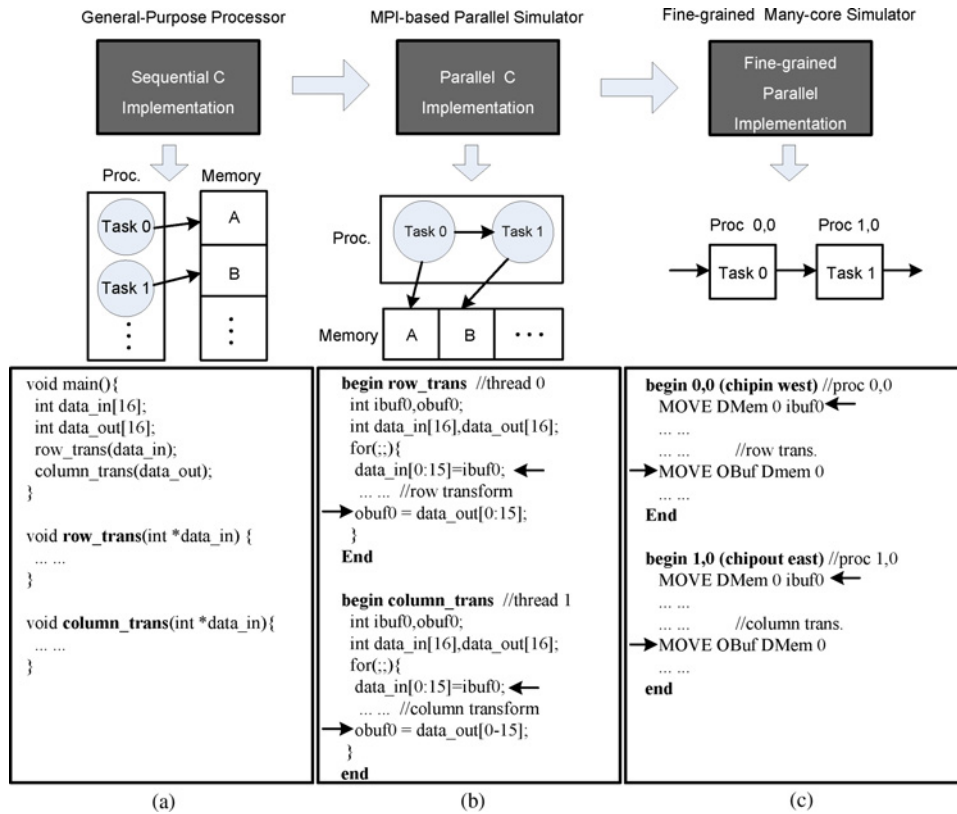 General-Purpose Processor
MPI-based Parallel Simulator
Fine-grained Many-core Simulator
Sequential C
Implementation
Parallel C
Implementation
Fine-grained
Parallel
Implementation
Proc.
Memory
Task 0
Task 1
A
B
Proc.
Task 0
Task 1
Memory
A
B
Proc 0,0
Proc 1,0
Task 0
Task 1
void main(){
int data_in[16];
int data_out[16];
row_trans(data_in);
column_trans(data_out);
}
void row_trans(int *data_in) {
... ...
}
void column_trans(int *data_in){
... ...
}
(a)
begin row_trans //thread 0
int ibuf0,obuf0;
int data_in[16],data_out[16];
for(;;){
data_in[0:15]=ibuf0;
... ... //row transform
obuf0 = data_out[0:15];
}
End
begin column_trans //thread 1
int ibuf0,obuf0;
int data_in[16],data_out[16];
for(;;){
data_in[0:15]=ibuf0;
... ... //column transform
obuf0 = data_out[0-15];
}
end
(b)
begin 0,0 (chipin west) //proc 0,0
MOVE DMem 0 ibuf0
... ...
... ... //row trans.
MOVE OBuf Dmem 0
... ...
End
begin 1,0 (chipout east) //proc 1,0
MOVE DMem 0 ibuf0
... ...
... ... //column trans.
MOVE OBuf DMem 0
... ...
end
(c)